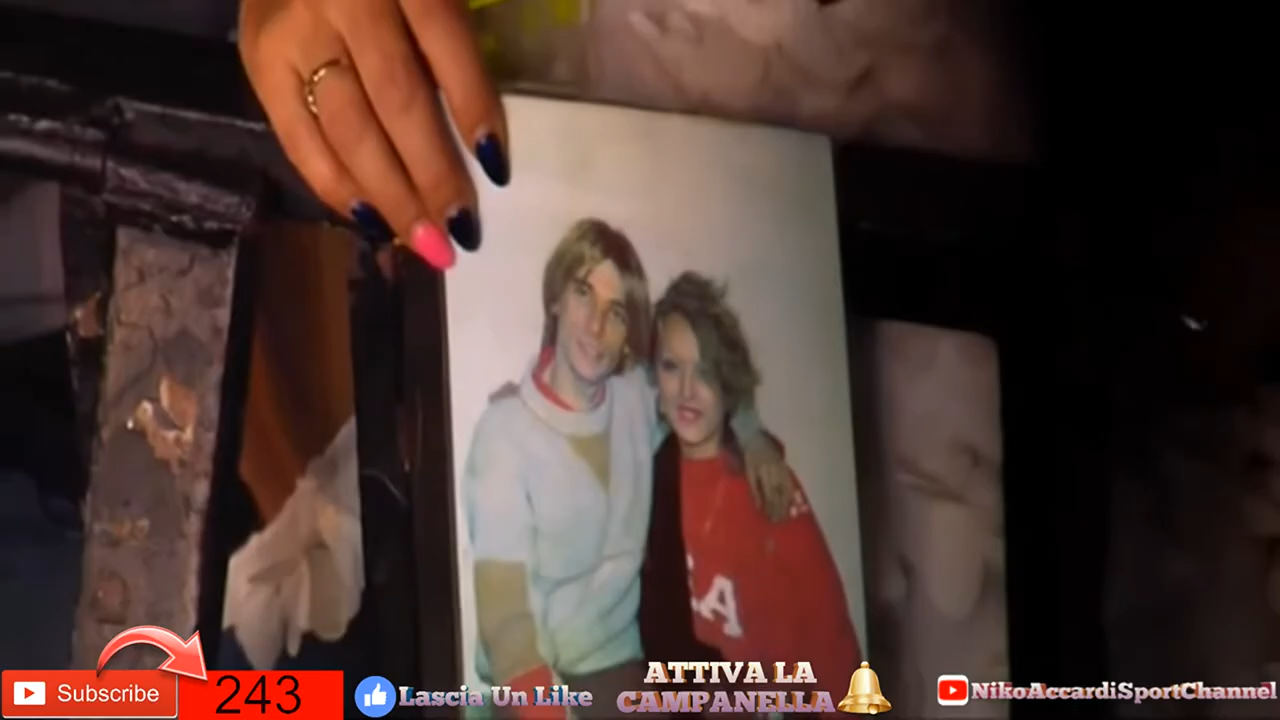 A
Subscribe
243
Lascia Un Like
ATTIVA LA
CAMPANELLA
NikoAccardiSportChannel